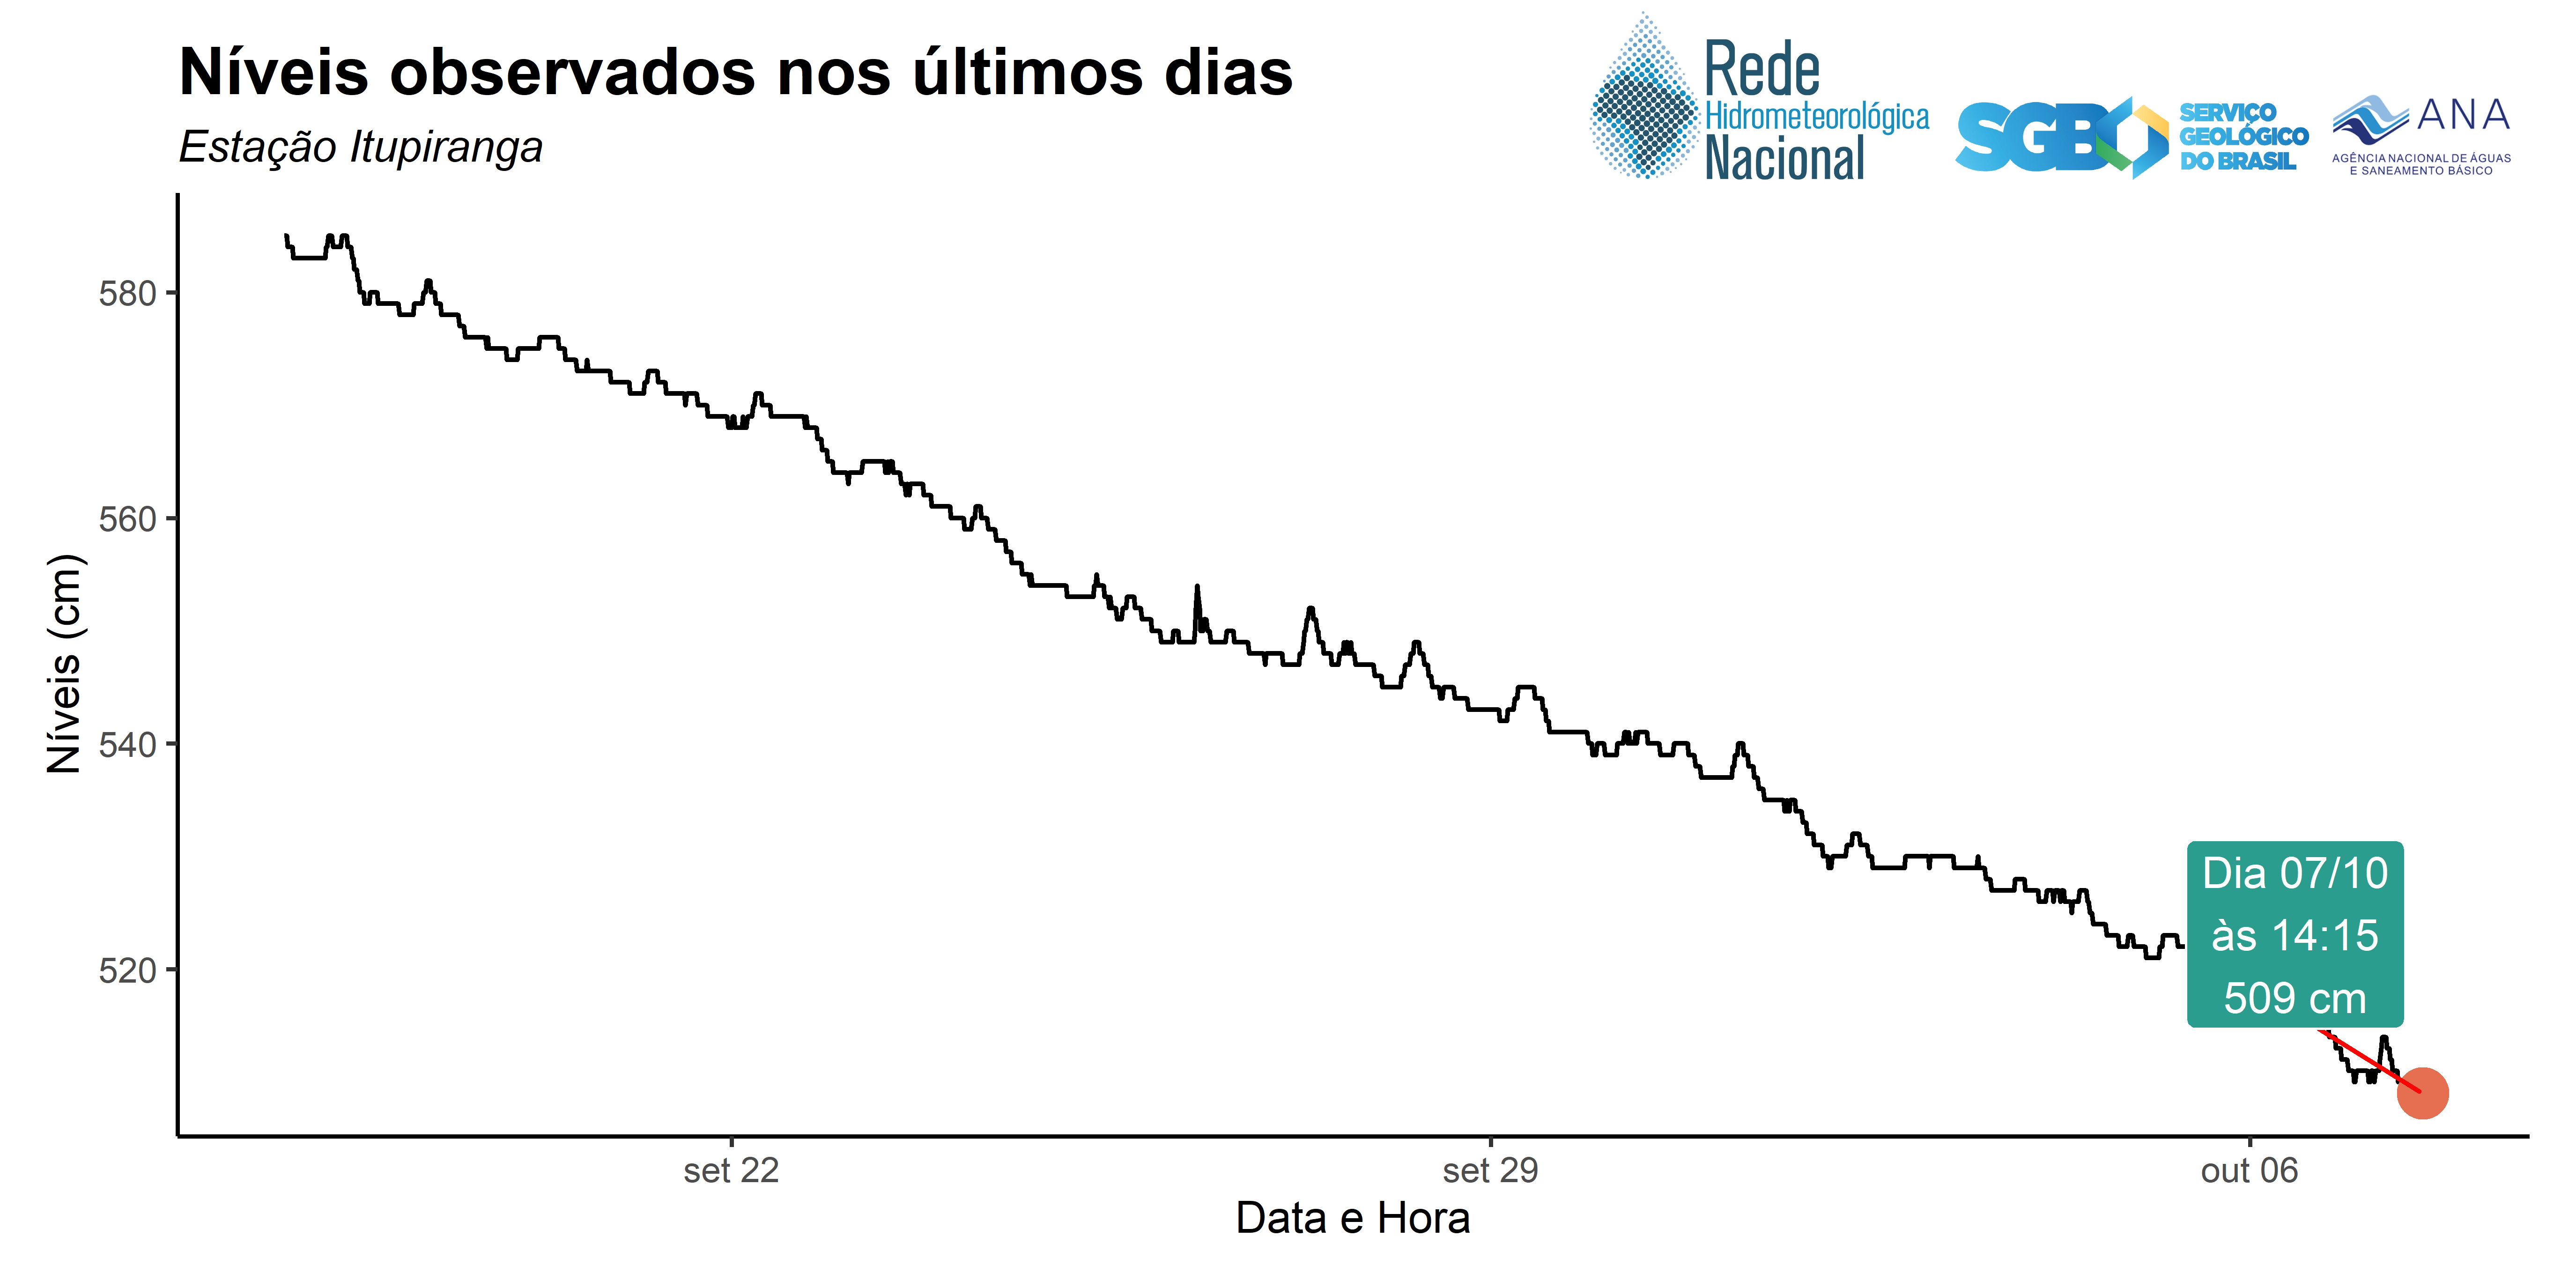 Níveis observados nos últimos dias
Estação Itupiranga
Rede
Hidrometeorológica
Nacional
SGB
SERVIÇO
GEOLÓGICO
DO BRASIL
ANA
AGÊNCIA NACIONAL DE ÁGUAS
E SANEAMENTO BÁSICO
Níveis (cm)
580
560
540
520
Dia 07/10
às 14:15
509 cm
set 22
set 29
out 06
Data e Hora